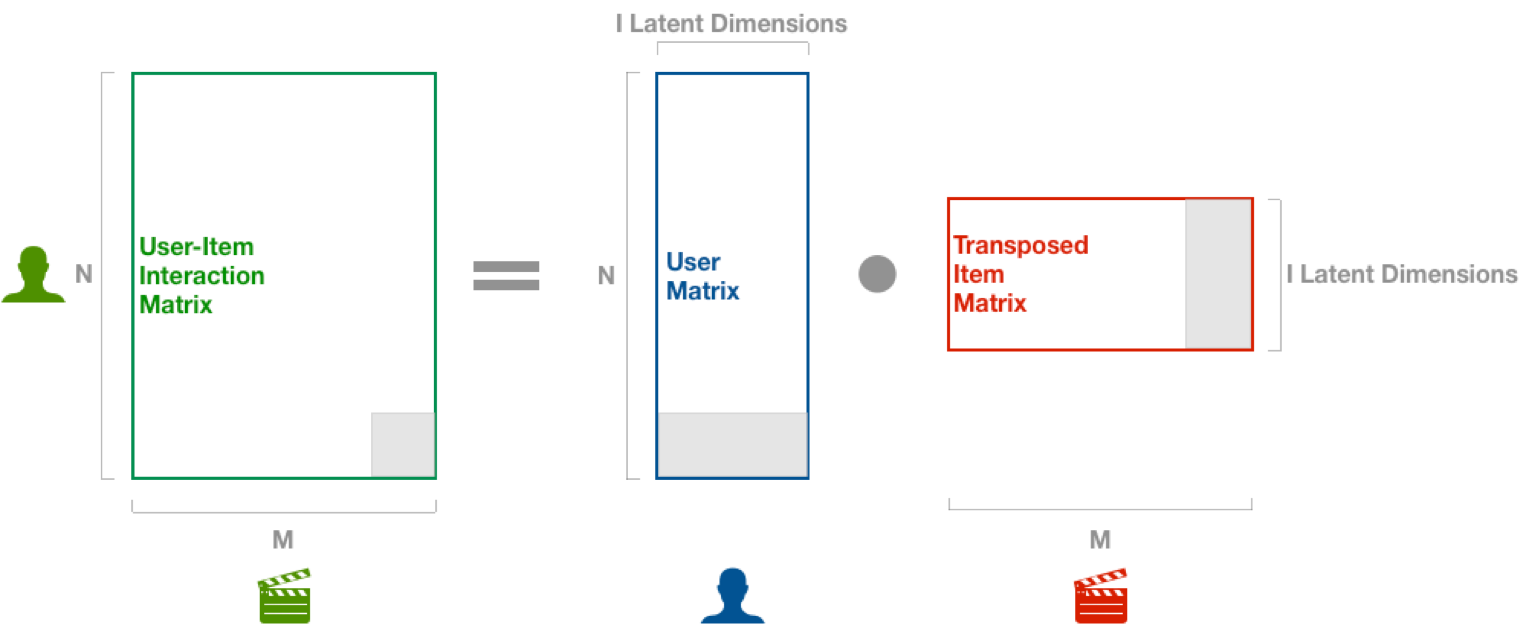 I Latent Dimensions
N
User-Item
Interaction
Matrix
N
User
Matrix
Transposed
Item
Matrix
I Latent Dimensions
M
M